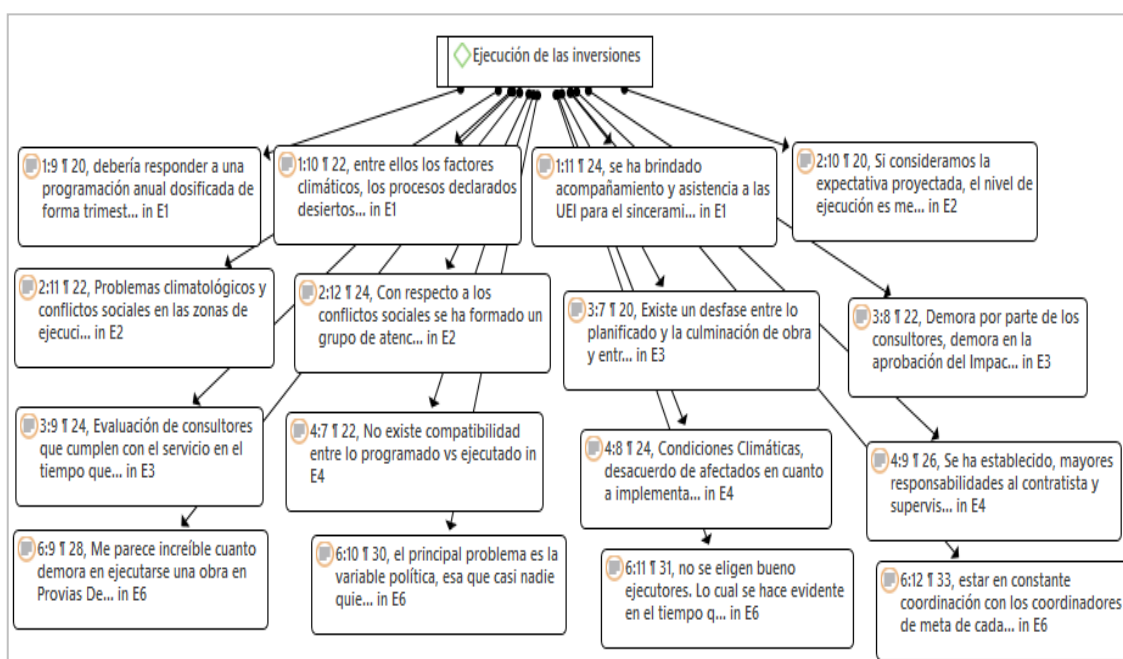 Ejecución de las inversiones
1:9 ¶ 20, debería responder a una
programación anual dosificada de
forma trimest... in E1
1:10 ¶ 22, entre ellos los factores
climáticos, los procesos declarados
desiertos... in E1
1:11 ¶ 24, se ha brindado
acompañamiento y asistencia a las
UEI para el sincerami... in E1
2:10 ¶ 20, Si consideramos la
expectativa proyectada, el nivel de
ejecución es me... in E2
2:11 ¶ 22, Problemas climatológicos y
conflictos sociales en las zonas de
ejecuci... in E2
2:12 ¶ 24, Con respecto a los
conflictos sociales se ha formado un
grupo de atenc... in E2
3:7 ¶ 20, Existe un desfase entre lo
planificado y la culminación de obra
y entr... in E3
3:8 ¶ 22, Demora por parte de los
consultores, demora en la
aprobación del Impac... in E3
3:9 ¶ 24, Evaluación de consultores
que cumplen con el servicio en el
tiempo que... in E3
4:7 ¶ 22, No existe compatibilidad
entre lo programado vs ejecutado in
E4
4:8 ¶ 24, Condiciones Climáticas,
desacuerdo de afectados en cuanto
a implementa... in E4
4:9 ¶ 26, Se ha establecido, mayores
responsabilidades al contratista y
supervis... in E4
6:9 ¶ 28, Me parece increíble cuanto
demora en ejecutarse una obra en
Provias De... in E6
6:10 ¶ 30, el principal problema es la
variable política, esa que casi nadie
quie... in E6
6:11 ¶ 31, no se eligen bueno
ejecutores. Lo cual se hace evidente
en el tiempo q... in E6
6:12 ¶ 33, estar en constante
coordinación con los coordinadores
de meta de cada... in E6